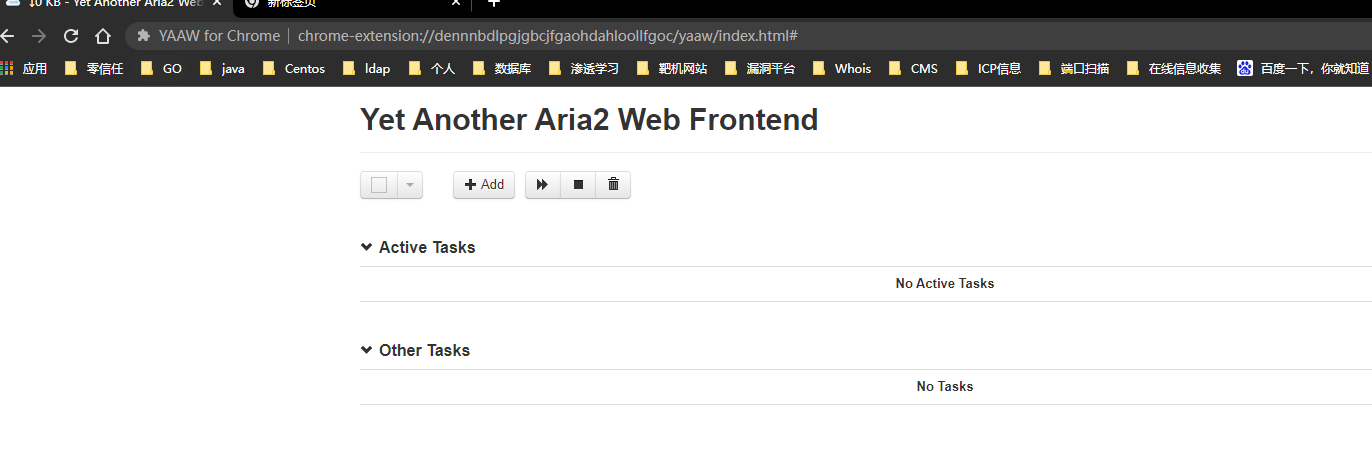 10 KB - Yet Another Aria2 Web
新标签页
YAAW for Chrome | chrome-extension://dennnbdlpgjjgbcjfgaohdahloollfgoc/yaaw/index.html#
应用 零信任 GO java Centos ldap 个人 数据库 渗透学习 靶机网站 漏洞平台 Whois CMS ICP信息 端口扫描 在线信息收集 百度一下，你就知道
Yet Another Aria2 Web Frontend
Add
Active Tasks
No Active Tasks
Other Tasks
No Tasks